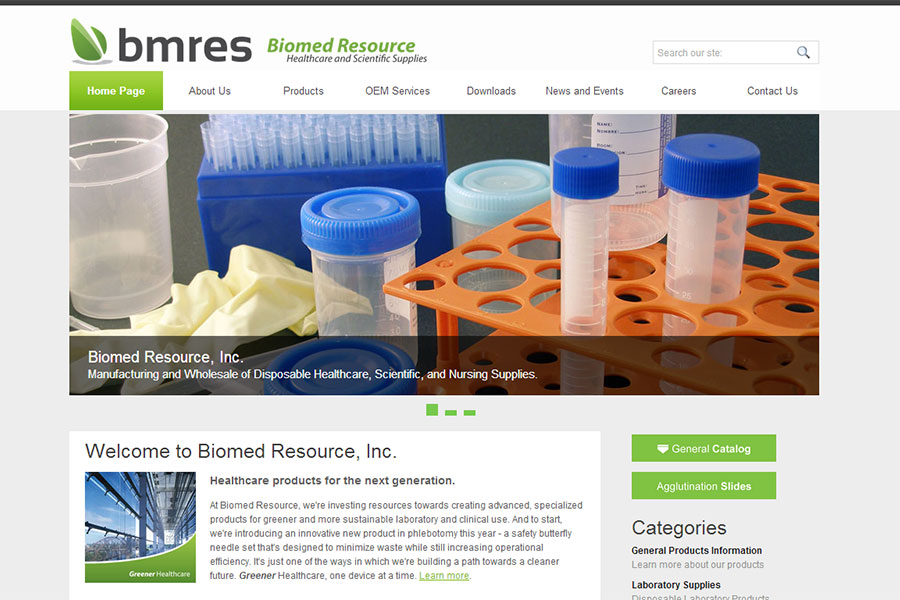 bmres
Biomed Resource
Healthcare and Scientific Supplies
Search our site:
Home Page
About Us
Products
OEM Services
Downloads
News and Events
Careers
Contact Us
NAME:
NOMBRE:
ROOM:
TIME:
Biomed Resource, Inc.
Manufacturing and Wholesale of Disposable Healthcare, Scientific, and Nursing Supplies.
Welcome to Biomed Resource, Inc.
Greener Healthcare
Healthcare products for the next generation.
At Biomed Resource, we're investing resources towards creating advanced, specialized
products for greener and more sustainable laboratory and clinical use. And to start,
we're introducing an innovative new product in phlebotomy this year - a safety butterfly
needle set that's designed to minimize waste while still increasing operational
efficiency. It's just one of the ways in which we're building a path towards a cleaner
future. Greener Healthcare, one device at a time. Learn more.
General Catalog
Agglutination Slides
Categories
General Products Information
Learn more about our products
Laboratory Supplies
Disposable Laboratory Products